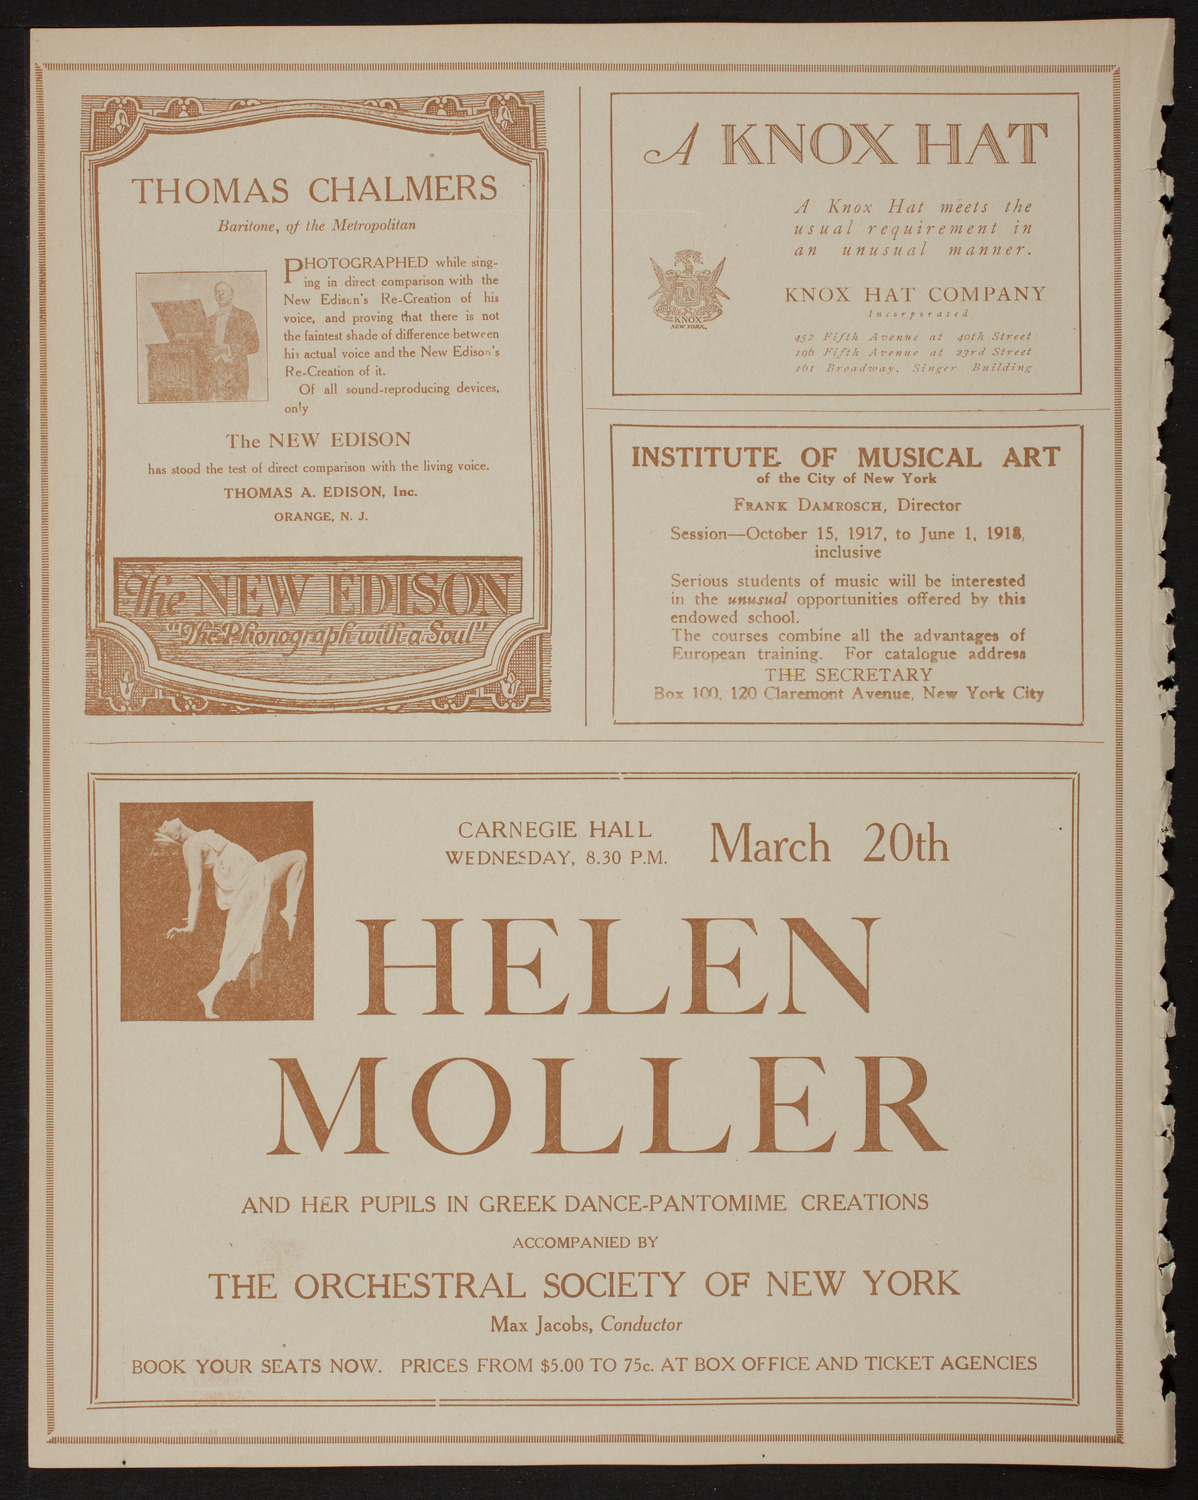 THOMAS CHALMERS
Baritone, of the Metropolitan
PHOTOGRAPHED while sing-
ing in direct comparison with the
New Edison's Re-Creation of his
voice, and proving that there is not
the faintest shade of difference between
his actual voice and the New Edison's
Re-Creation of it.
Of all sound-reproducing devices,
only
The NEW EDISON
has stood the test of direct comparison with the living voice.
THOMAS A. EDISON, Inc.
ORANGE, N. J.
The NEW EDISON
"The Phonograph with a Soul"
A KNOX HAT
A Knox Hat meets the
usual requirement in
an unusual manner.
KNOX
NEW YORK.
KNOX HAT COMPANY
Incorporated
452 Fifth Avenue at 40th Street
196 Fifth Avenue at 23rd Street
161 Broadway, Singer Building
INSTITUTE OF MUSICAL ART
of the City of New York
FRANK DAMROSCH, Director
Session—October 15, 1917, to June 1, 1918,
inclusive
Serious students of music will be interested
in the unusual opportunities offered by this
endowed school.
The courses combine all the advantages of
European training. For catalogue address
THE SECRETARY
Box 100, 120 Claremont Avenue, New York City
CARNEGIE HALL
WEDNESDAY, 8.30 P.M.
March 20th
HELEN
MOLLER
AND HER PUPILS IN GREEK DANCE-PANTOMIME CREATIONS
ACCOMPANIED BY
THE ORCHESTRAL SOCIETY OF NEW YORK
Max Jacobs, Conductor
BOOK YOUR SEATS NOW. PRICES FROM $5.00 TO 75c. AT BOX OFFICE AND TICKET AGENCIES